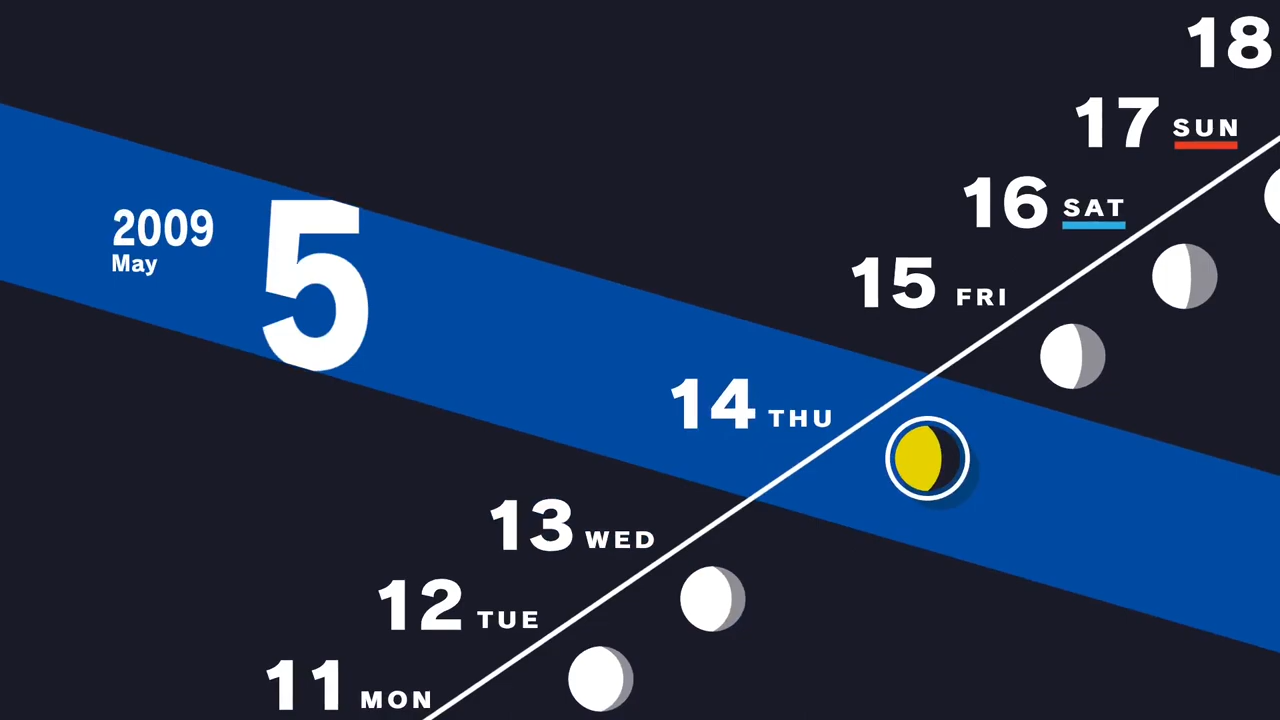 18
17 SUN
16 SAT
2009
May
5
15 FRI
14 THU
13 WED
12 TUE
11 MON